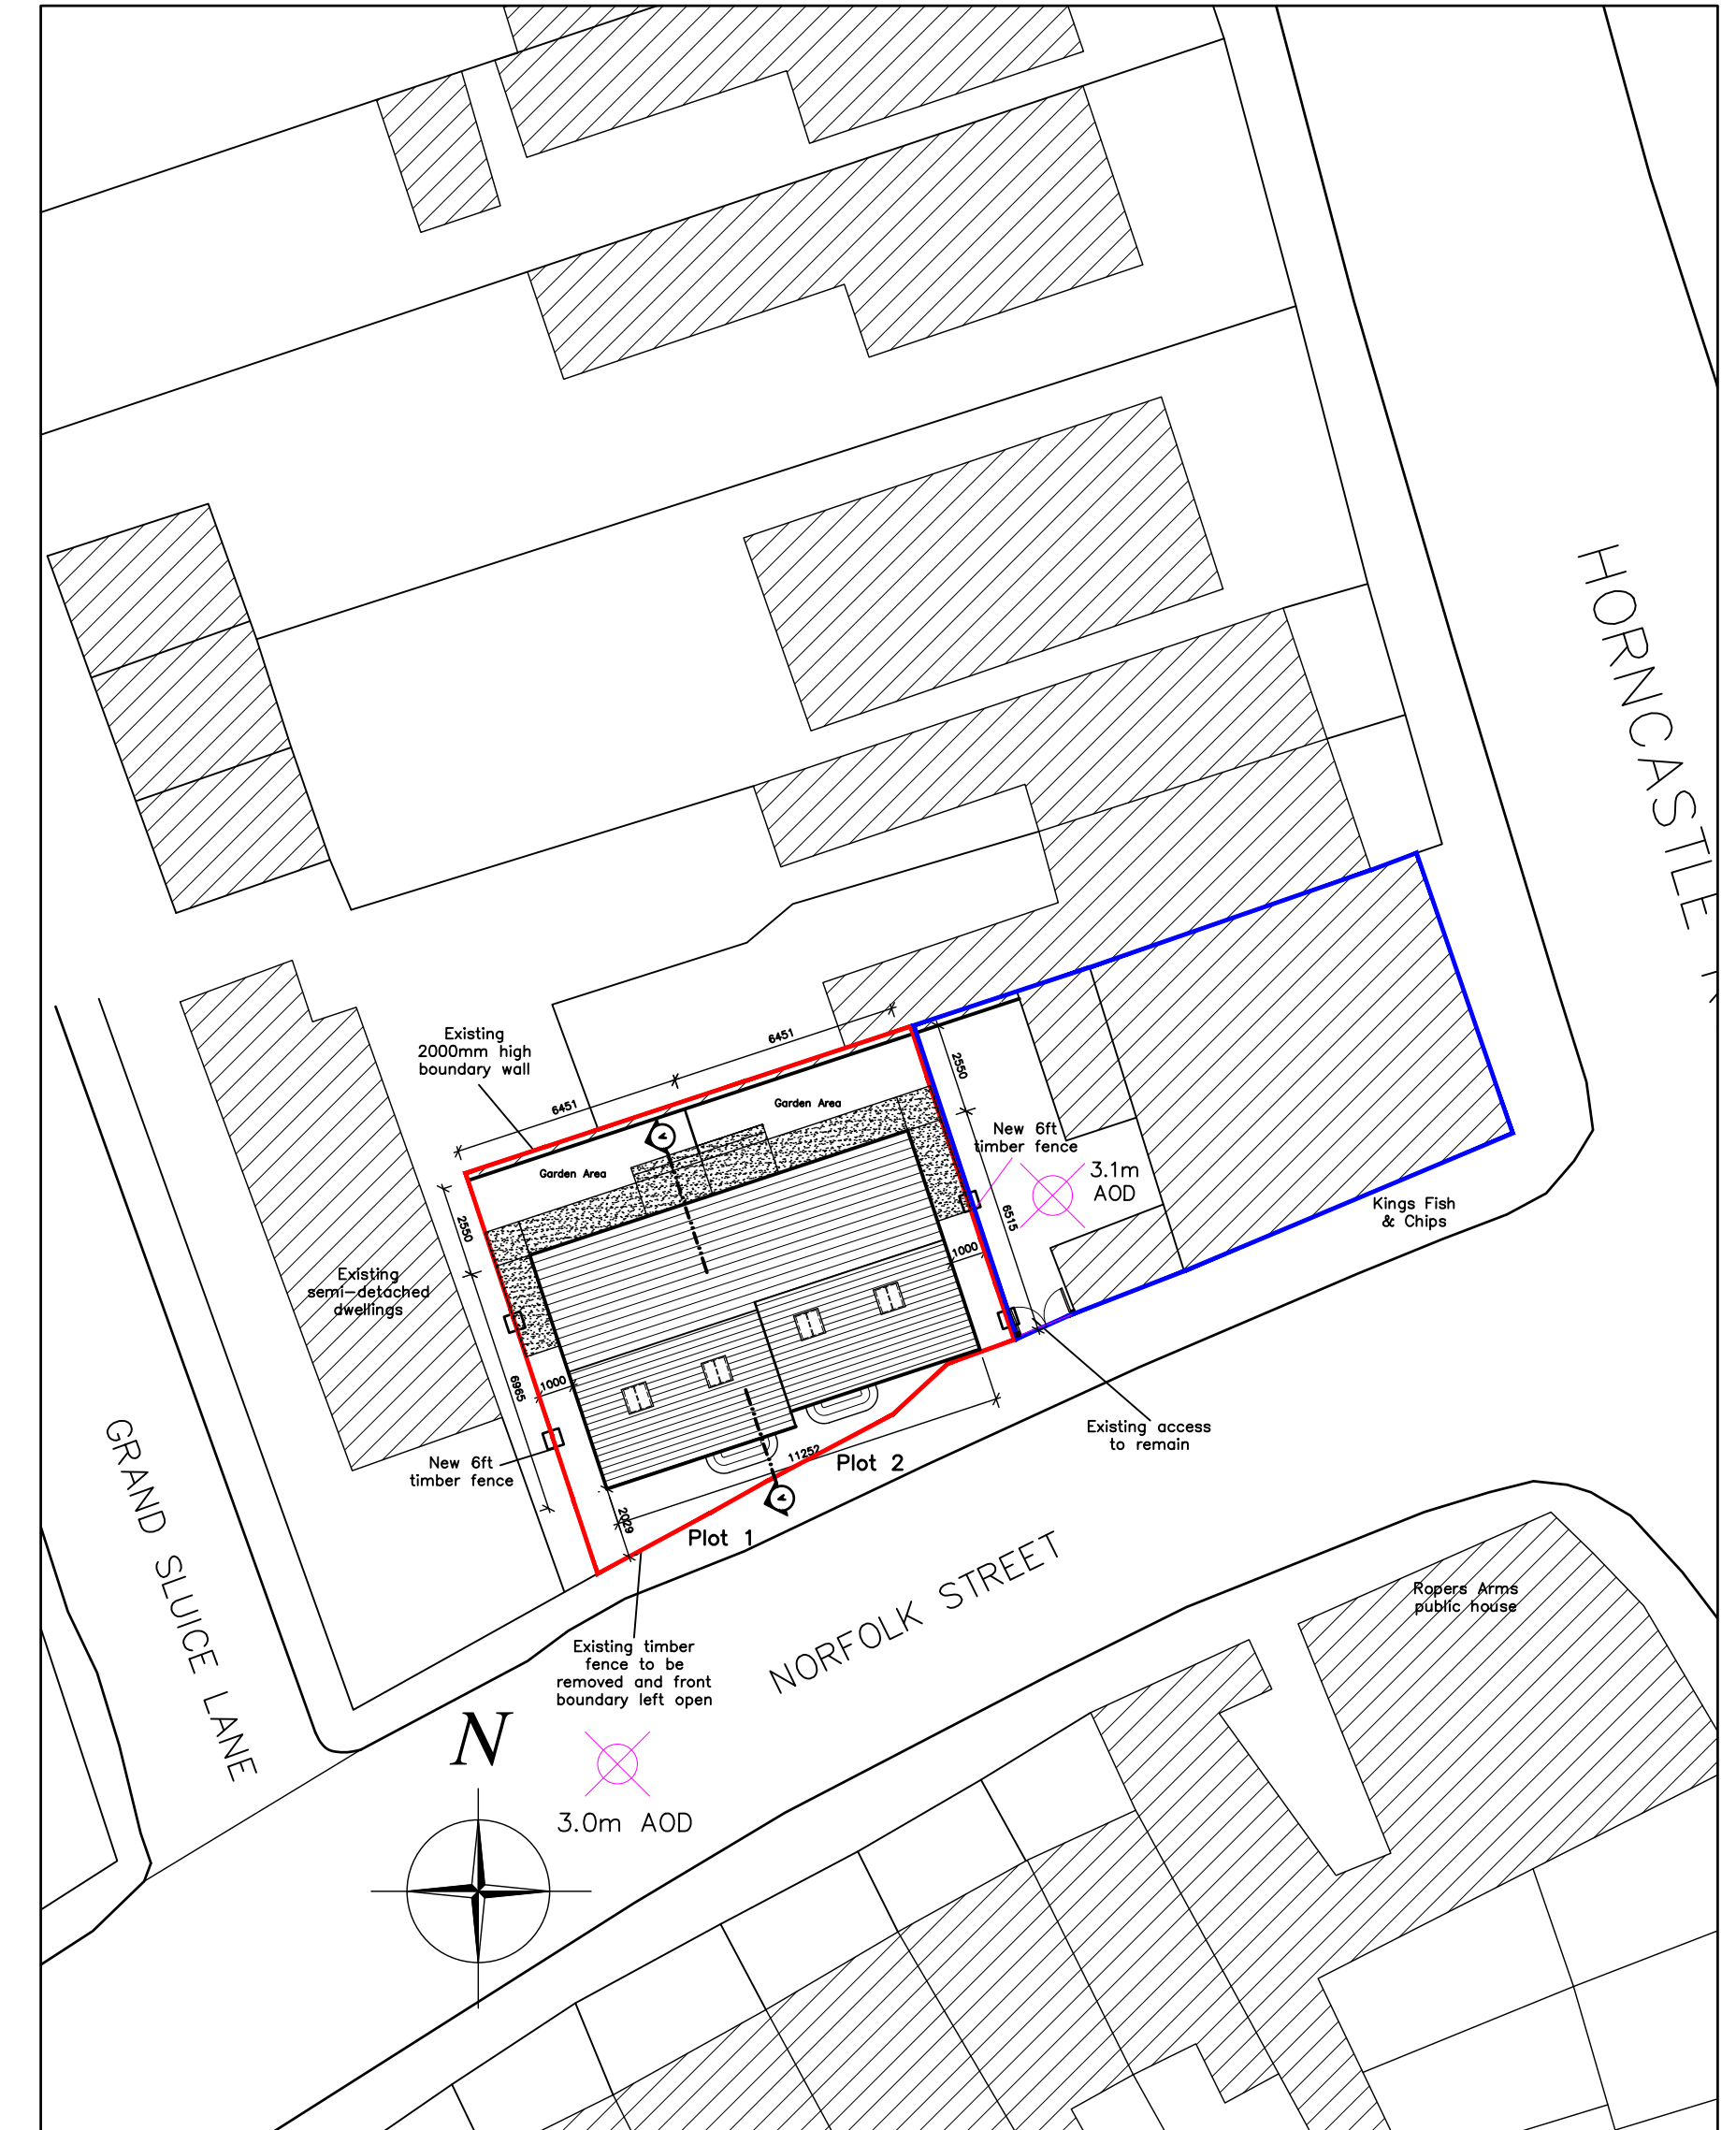 HORNCASTLE
Existing
2000mm high
boundary wall
6451
6451
2550
Garden Area
Garden Area
New 6ft
timber fence
3.1m
AOD
Kings Fish
& Chips
2550
6515
1000
Existing
semi-detached
dwellings
6965
1000
New 6ft
timber fence
11252
Plot 2
Existing access
to remain
2029
Plot 1
GRAND SLUICE LANE
NORFOLK STREET
Ropers Arms
public house
Existing timber
fence to be
removed and front
boundary left open
N
3.0m AOD